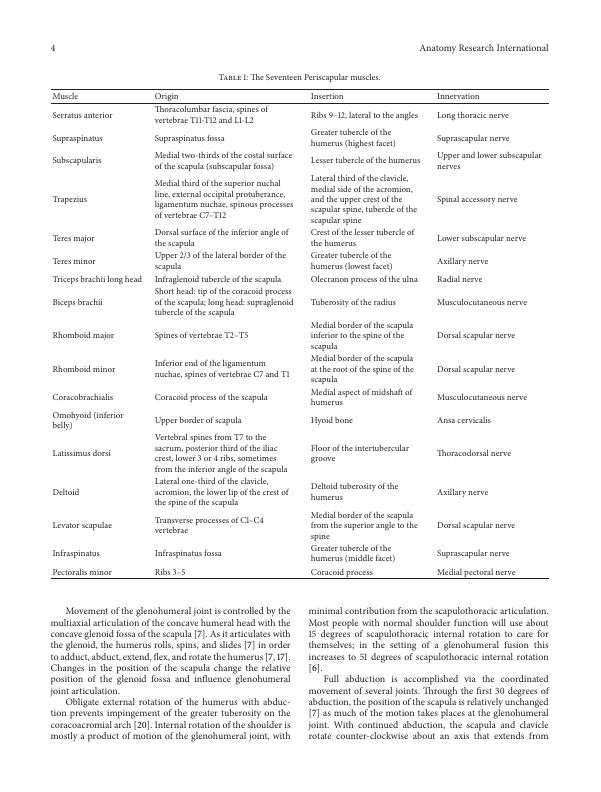 4
Anatomy Research International
Table 1: The Seventeen Periscapular muscles.
Muscle Origin Insertion Innervation
Serratus anterior
Thoracolumbar fascia, spines of
vertebrae T11-T12 and L1-L2
Ribs 9–12, lateral to the angles
Long thoracic nerve
Supraspinatus
Supraspinatus fossa
Greater tubercle of the
humerus (highest facet)
Suprascapular nerve
Subscapularis
Medial two-thirds of the costal surface
of the scapula (subscapular fossa)
Lesser tubercle of the humerus
Upper and lower subscapular
nerves
Trapezius
Medial third of the superior nuchal
line, external occipital protuberance,
ligamentum nuchae, spinous processes
of vertebrae C7–T12
Lateral third of the clavicle,
medial side of the acromion,
and the upper crest of the
scapular spine, tubercle of the
scapular spine
Spinal accessory nerve
Teres major
Dorsal surface of the inferior angle of
the scapula
Crest of the lesser tubercle of
the humerus
Lower subscapular nerve
Teres minor
Upper 2/3 of the lateral border of the
scapula
Greater tubercle of the
humerus (lowest facet)
Axillary nerve
Triceps brachii long head
Infraglenoid tubercle of the scapula
Olecranon process of the ulna
Radial nerve
Biceps brachii
Short head: tip of the coracoid process
of the scapula; long head: supraglenoid
tubercle of the scapula
Tuberosity of the radius
Musculocutaneous nerve
Rhomboid major
Spines of vertebrae T2–T5
Medial border of the scapula
inferior to the spine of the
scapula
Dorsal scapular nerve
Rhomboid minor
Inferior end of the ligamentum
nuchae, spines of vertebrae C7 and T1
Medial border of the scapula
at the root of the spine of the
scapula
Dorsal scapular nerve
Coracobrachialis
Coracoid process of the scapula
Medial aspect of midshaft of
humerus
Musculocutaneous nerve
Omohyoid (inferior
belly)
Upper border of scapula
Hyoid bone
Ansa cervicalis
Latissimus dorsi
Vertebral spines from T7 to the
sacrum, posterior third of the iliac
crest, lower 3 or 4 ribs, sometimes
from the inferior angle of the scapula
Floor of the intertubercular
groove
Thoracodorsal nerve
Deltoid
Lateral one-third of the clavicle,
acromion, the lower lip of the crest of
the spine of the scapula
Deltoid tuberosity of the
humerus
Axillary nerve
Levator scapulae
Transverse processes of C1–C4
vertebrae
Medial border of the scapula
from the superior angle to the
spine
Dorsal scapular nerve
Infraspinatus
Infraspinatus fossa
Greater tubercle of the
humerus (middle facet)
Suprascapular nerve
Pectoralis minor
Ribs 3–5
Coracoid process
Medial pectoral nerve
Movement of the glenohumeral joint is controlled by the
multiaxial articulation of the concave humeral head with the
concave glenoid fossa of the scapula [7]. As it articulates with
the glenoid, the humerus rolls, spins, and slides [7] in order
to adduct, abduct, extend, flex, and rotate the humerus [7, 17].
Changes in the position of the scapula change the relative
position of the glenoid fossa and influence glenohumeral
joint articulation.
Obligate external rotation of the humerus with abduc-
tion prevents impingement of the greater tuberosity on the
coracoacromial arch [20]. Internal rotation of the shoulder is
mostly a product of motion of the glenohumeral joint, with
minimal contribution from the scapulothoracic articulation.
Most people with normal shoulder function will use about
15 degrees of scapulothoracic internal rotation to care for
themselves; in the setting of a glenohumeral fusion this
increases to 51 degrees of scapulothoracic internal rotation
[6].
Full abduction is accomplished via the coordinated
movement of several joints. Through the first 30 degrees of
abduction, the position of the scapula is relatively unchanged
[7] as much of the motion takes places at the glenohumeral
joint. With continued abduction, the scapula and clavicle
rotate counter-clockwise about an axis that extends from